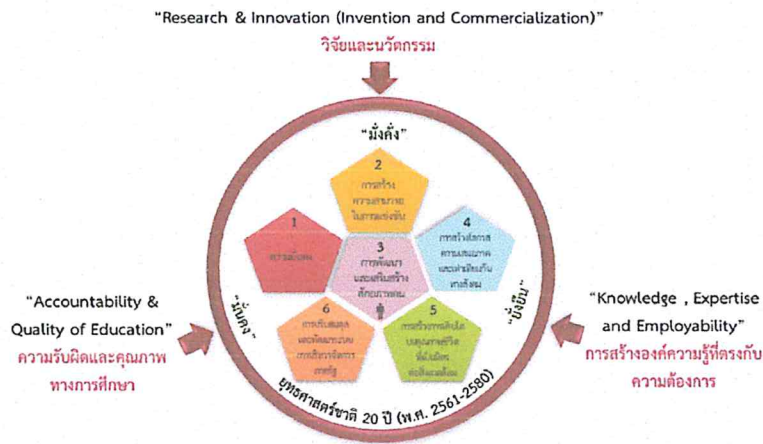 “Research & Innovation (Invention and Commercialization)”
วิจัยและนวัตกรรม
“มั่งคั่ง”
2
การสร้าง
ความสามารถ
ในการแข่งขัน
1
ความมั่นคง
3
การพัฒนา
และเสริมสร้าง
ศักยภาพคน
4
การสร้างโอกาส
ความเสมอภาค
และเท่าเทียมกัน
ทางสังคม
“มั่นคง”
“ยั่งยืน”
6
การปรับสมดุล
และพัฒนาระบบ
การบริหารจัดการ
ภาครัฐ
5
การสร้างการเติบโต
บนคุณภาพชีวิต
ที่เป็นมิตร
ต่อสิ่งแวดล้อม
ยุทธศาสตร์ชาติ 20 ปี (พ.ศ. 2561-2580)
“Accountability &
Quality of Education”
ความรับผิดและคุณภาพ
ทางการศึกษา
“Knowledge , Expertise
and Employability”
การสร้างองค์ความรู้ที่ตรงกับ
ความต้องการ